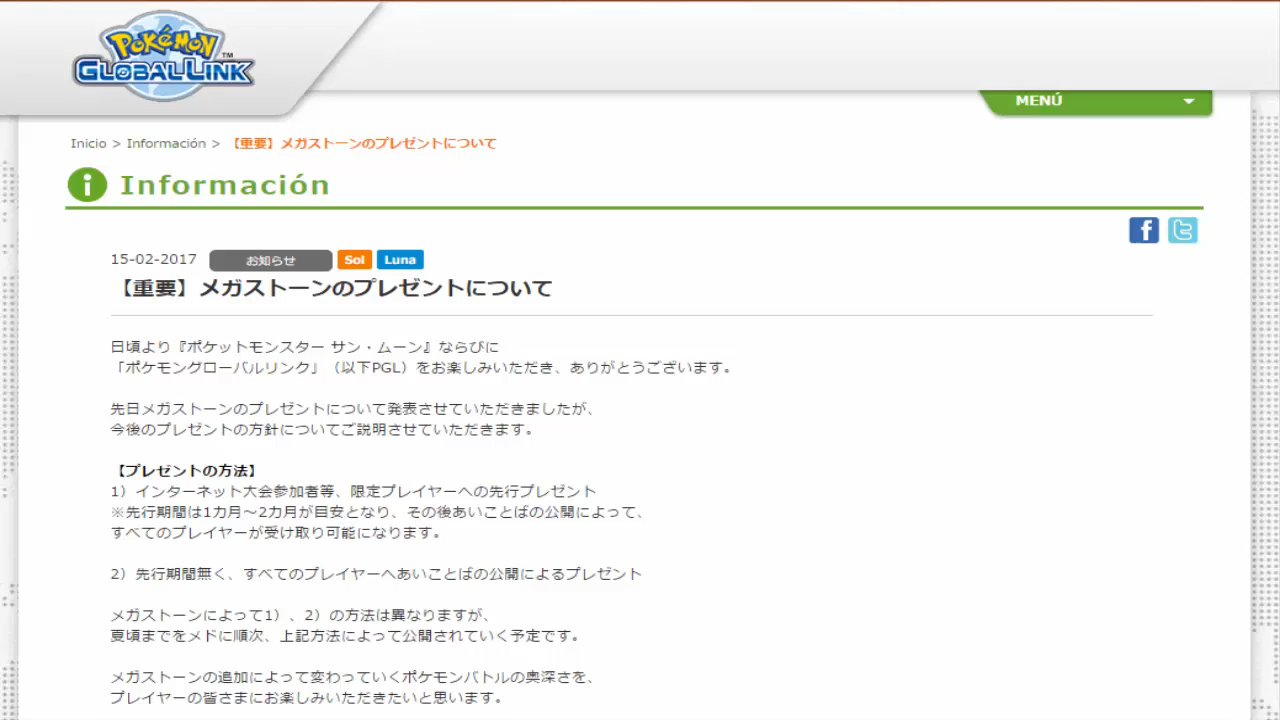 POKÉMON
GLOBAL LINK™
MENÚ
Inicio > Información > 【重要】メガストーンのプレゼントについて
i Información
f t
15-02-2017 お知らせ Sol Luna
【重要】メガストーンのプレゼントについて
日頃より『ポケットモンスター サン・ムーン』ならびに
「ポケモングローバルリンク」（以下PGL）をお楽しみいただき、ありがとうございます。
先日メガストーンのプレゼントについて発表させていただきましたが、
今後のプレゼントの方針についてご説明させていただきます。
【プレゼントの方法】
1）インターネット大会参加者等、限定プレイヤーへの先行プレゼント
※先行期間は1カ月～2カ月が目安となり、その後あいことばの公開によって、
すべてのプレイヤーが受け取り可能になります。
2）先行期間無く、すべてのプレイヤーへあいことばの公開によるプレゼント
メガストーンによって1）、2）の方法は異なりますが、
夏頃までをメドに順次、上記方法によって公開されていく予定です。
メガストーンの追加によって変わっていくポケモンバトルの奥深さを、
プレイヤーの皆さまにお楽しみいただきたいと思います。